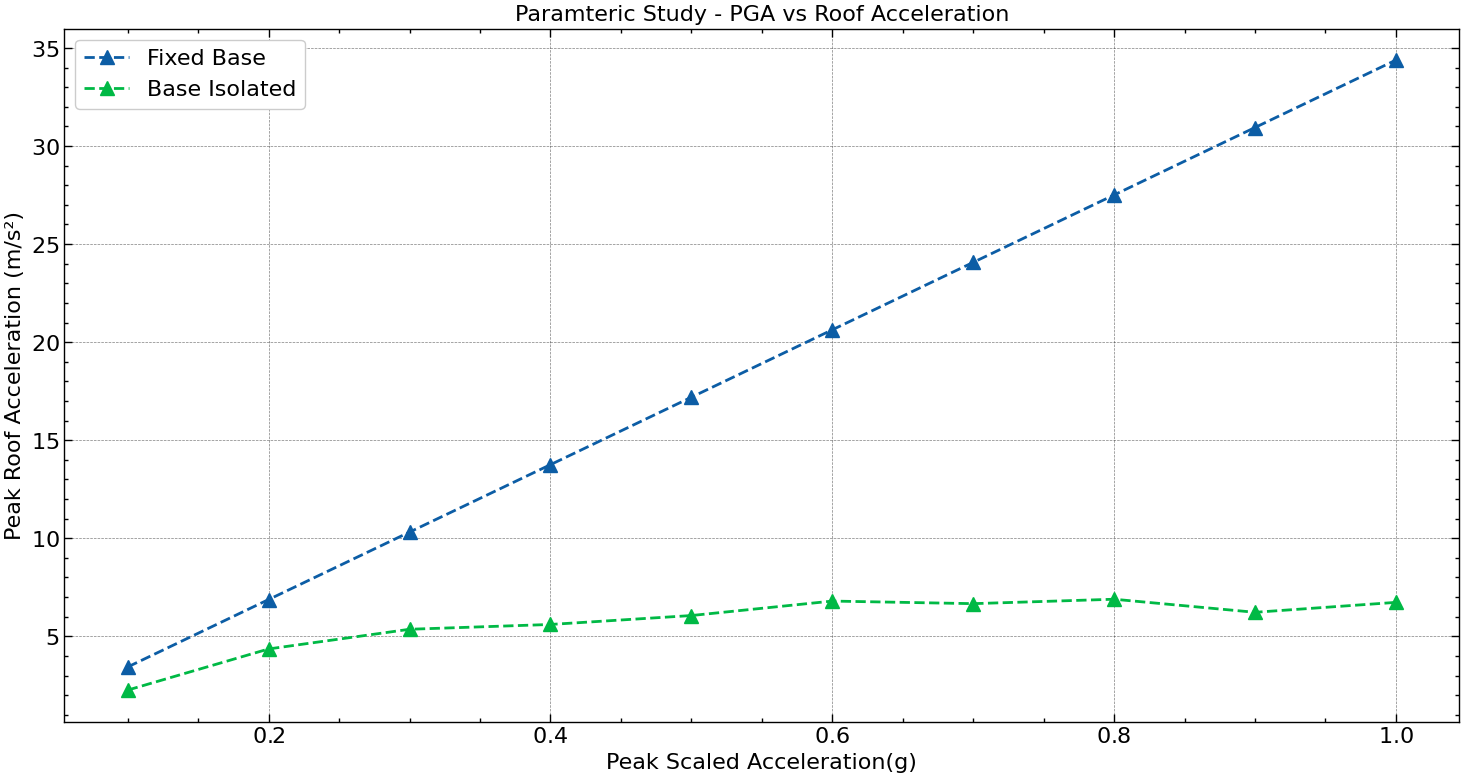 Paramteric Study - PGA vs Roof Acceleration
Fixed Base
Base Isolated
Peak Roof Acceleration (m/s²)
35
30
25
20
15
10
5
0.2
0.4
0.6
0.8
1.0
Peak Scaled Acceleration(g)